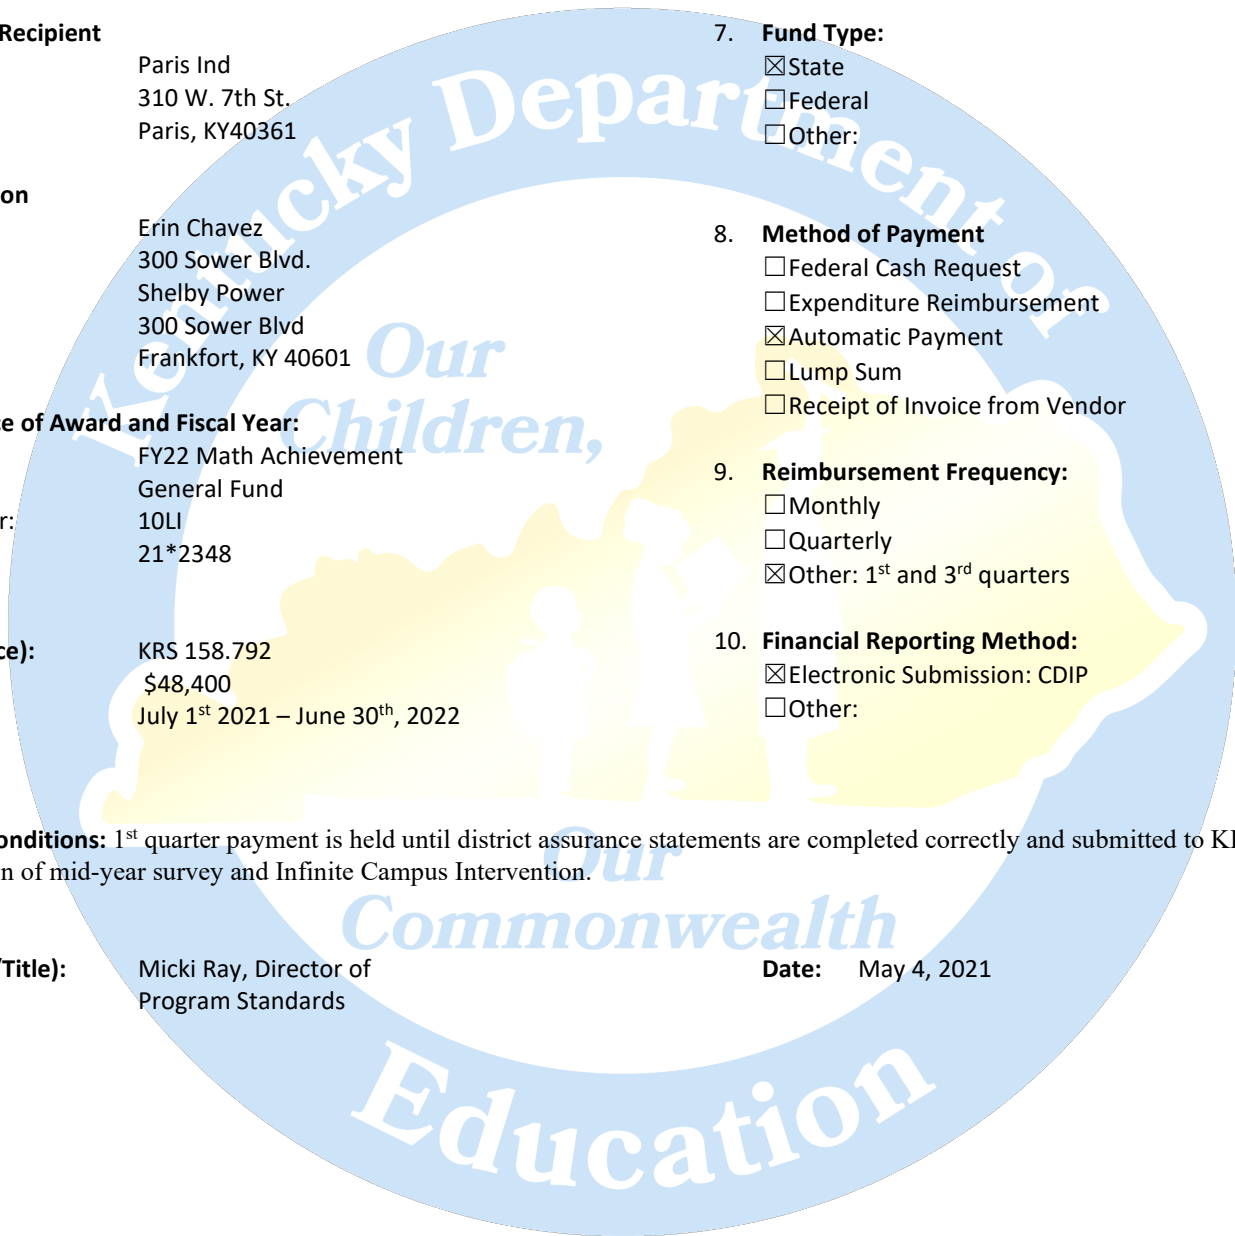 Recipient
Paris Ind
310 W. 7th St.
Paris, KY40361
on
Erin Chavez
300 Sower Blvd.
Shelby Power
300 Sower Blvd
Frankfort, KY 40601
ce of Award and Fiscal Year:
FY22 Math Achievement
General Fund
r: 10LI
21*2348
ce): KRS 158.792
$48,400
July 1st 2021 – June 30th, 2022
7. Fund Type:
☒State
☐Federal
☐Other:
8. Method of Payment
☐Federal Cash Request
☐Expenditure Reimbursement
☒Automatic Payment
☐Lump Sum
☐Receipt of Invoice from Vendor
9. Reimbursement Frequency:
☐Monthly
☐Quarterly
☒Other: 1st and 3rd quarters
10. Financial Reporting Method:
☒Electronic Submission: CDIP
☐Other:
onditions: 1st quarter payment is held until district assurance statements are completed correctly and submitted to
n of mid-year survey and Infinite Campus Intervention.
Title): Micki Ray, Director of
Program Standards
Date: May 4, 2021
Kentucky Department of
Education
Our
Children,
Our
Commonwealth